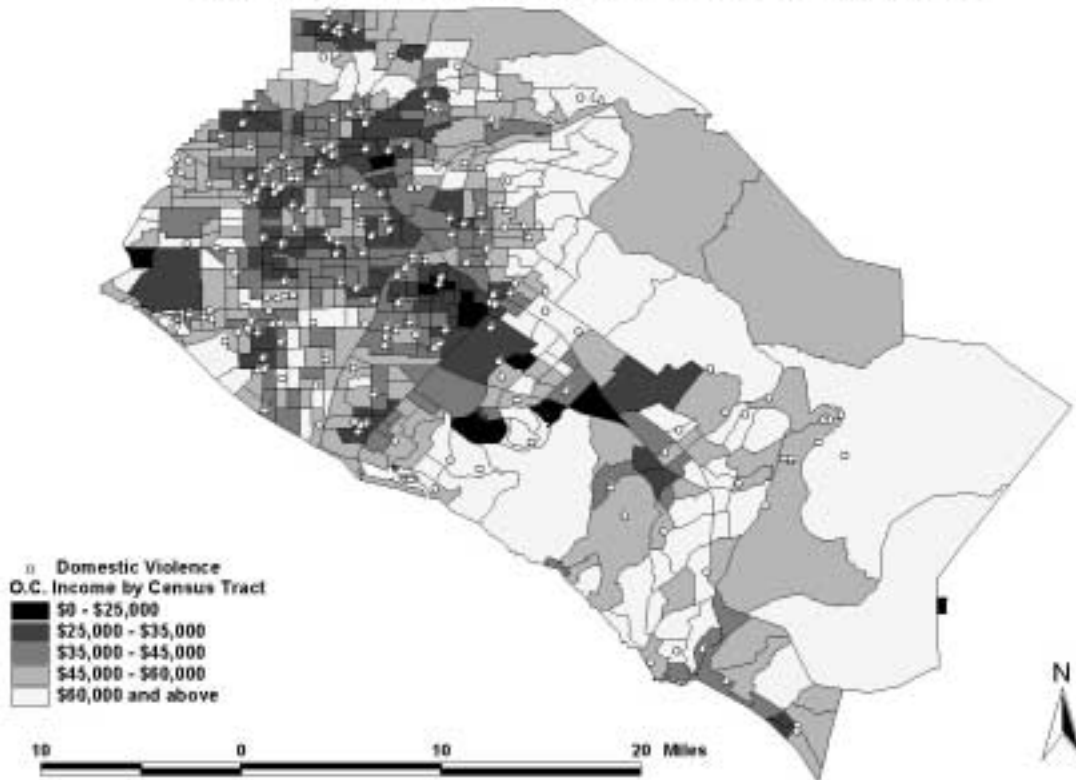 Domestic Violence
O.C. Income by Census Tract
$0 - $25,000
$25,000 - $35,000
$35,000 - $45,000
$45,000 - $60,000
$60,000 and above
10 0 10 20 Miles
N